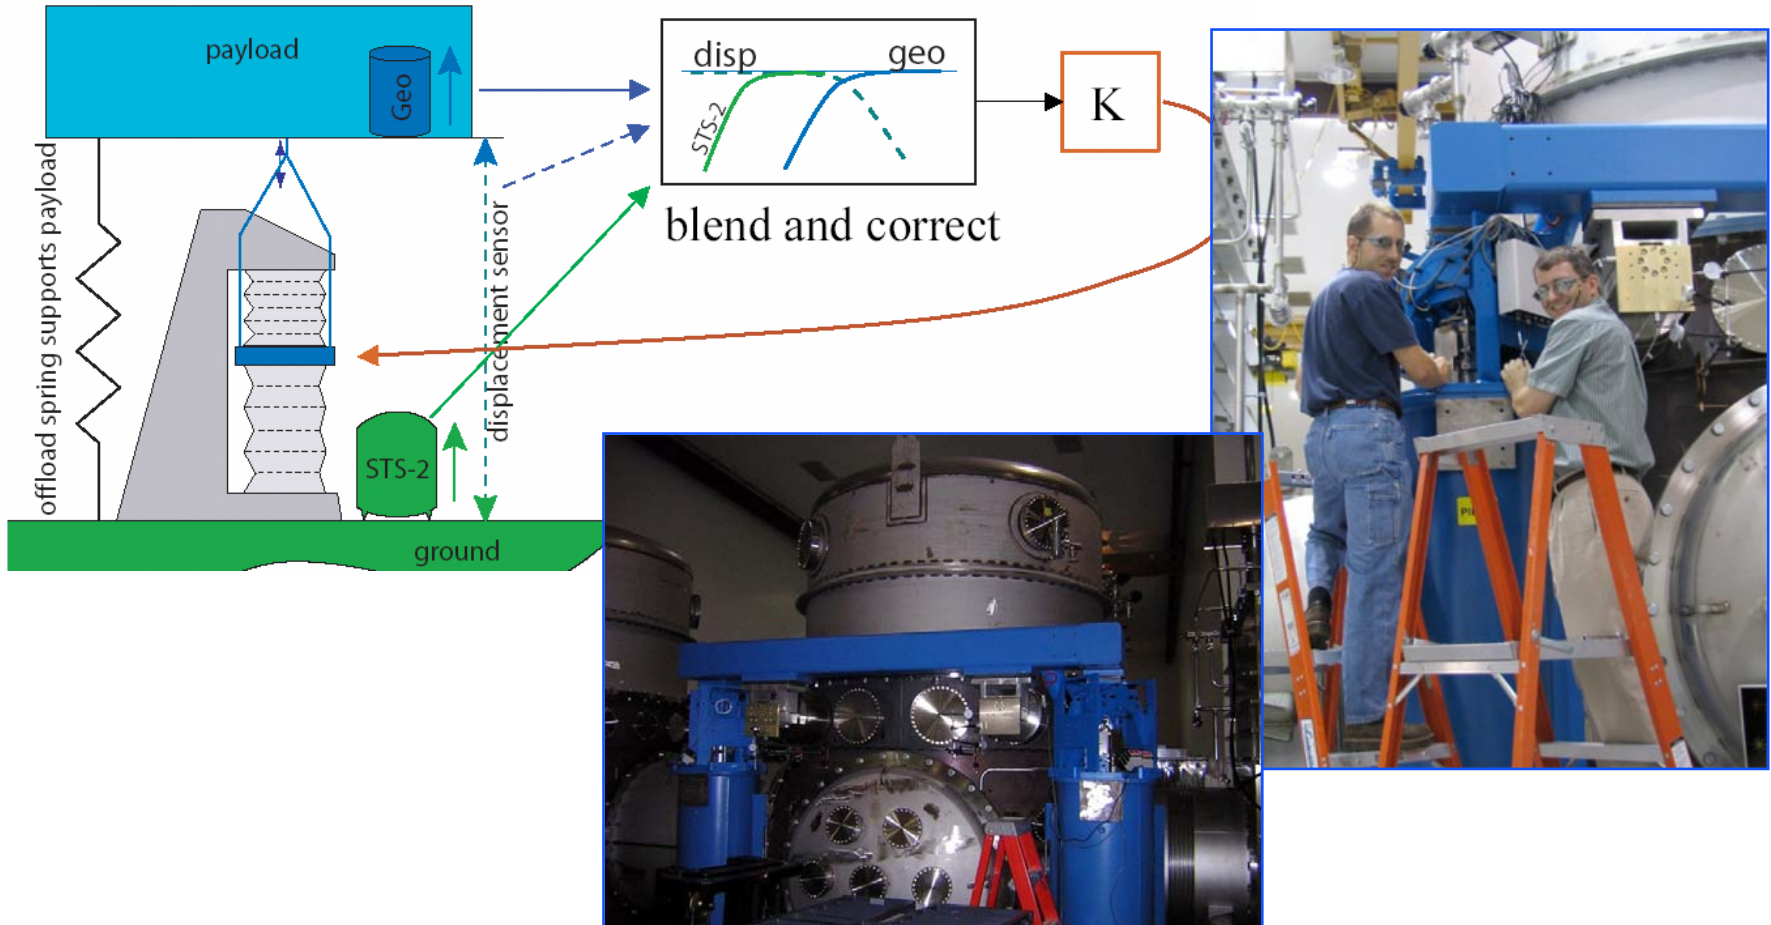 payload
Geo
disp
geo
STS-2
K
blend and correct
offload spring supports payload
displacement sensor
STS-2
ground